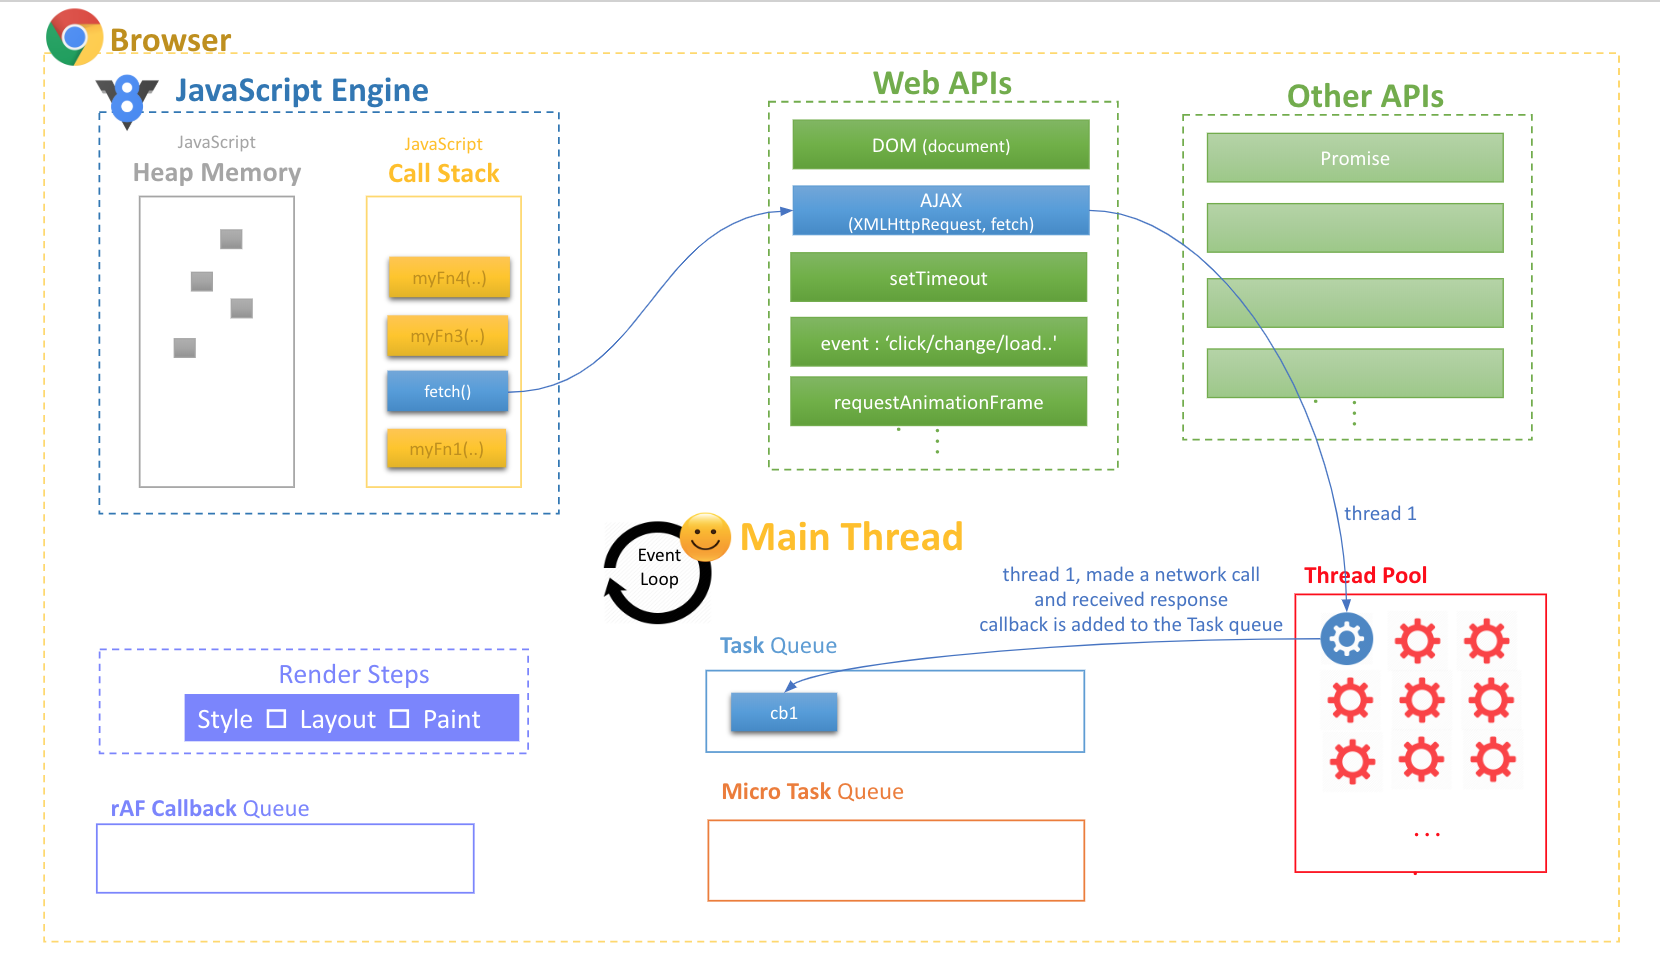 Browser
JavaScript Engine
JavaScript
Heap Memory
JavaScript
Call Stack
myFn4(..)
myFn3(..)
fetch()
myFn1(..)
Web APIs
DOM (document)
AJAX
(XMLHttpRequest, fetch)
setTimeout
event : ‘click/change/load..'
requestAnimationFrame
Other APIs
Promise
Event
Loop
Main Thread
thread 1
thread 1, made a network call
and received response
callback is added to the Task queue
Thread Pool
...
Render Steps
Style □ Layout □ Paint
Task Queue
cb1
rAF Callback Queue
Micro Task Queue